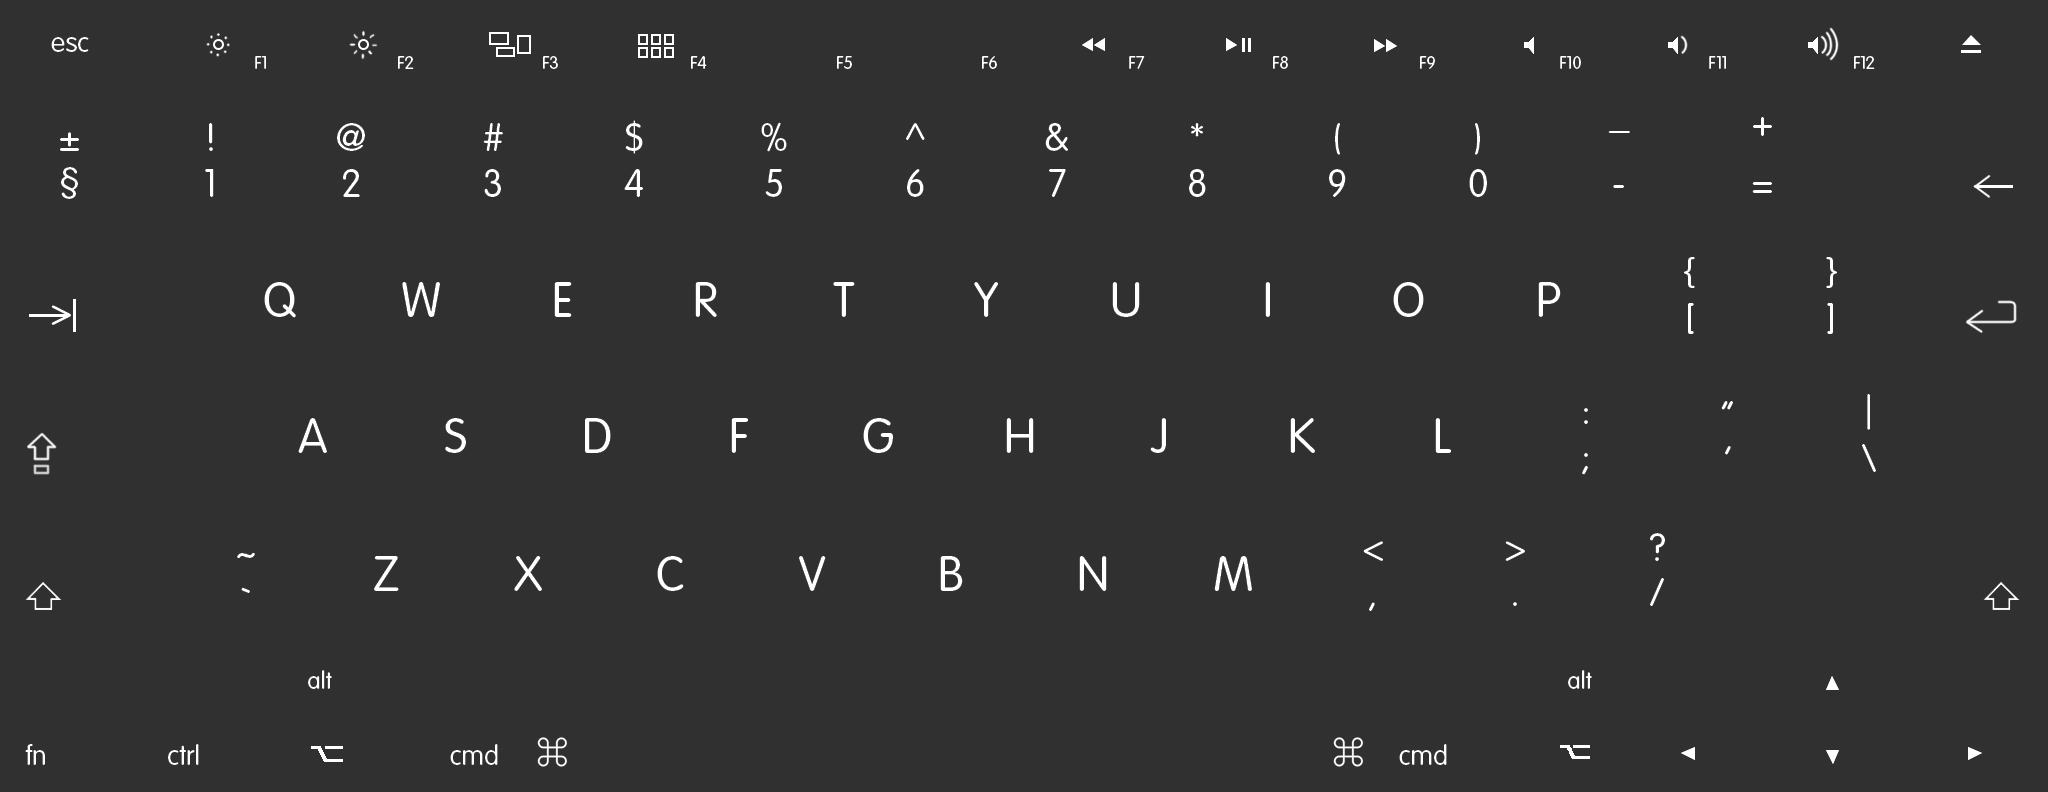 esc F1 F2 F3 F4 F5 F6 F7 F8 F9 F10 F11 F12
± ! @ # $ % ^ & * ( ) _ +
§ 1 2 3 4 5 6 7 8 9 0 - = ←
{ }
→| Q W E R T Y U I O P [ ]
: " |
A S D F G H J K L ; ' \
~ < > ?
` Z X C V B N M , . /
alt alt ▲
fn ctrl ⌥ cmd ⌘ ⌘ cmd ⌥ ◀ ▼ ▶